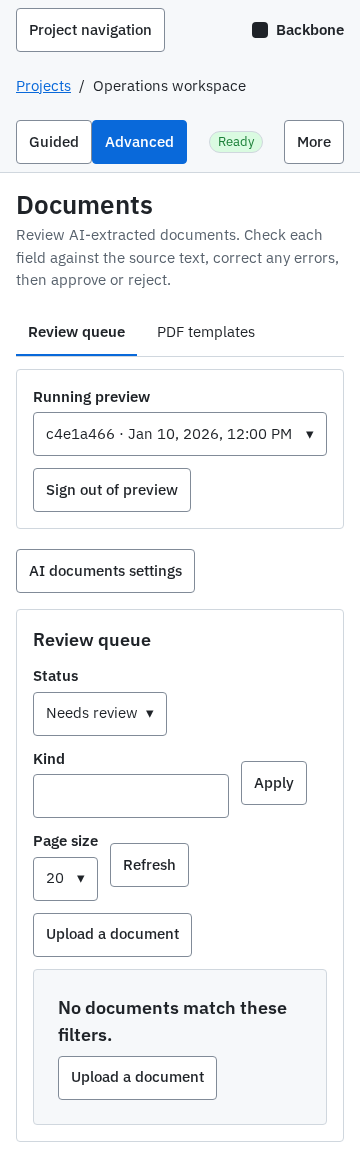 Project navigation
Backbone
Projects / Operations workspace
Guided
Advanced
Ready
More
Documents
Review AI-extracted documents. Check each
field against the source text, correct any errors,
then approve or reject.
Review queue
PDF templates
Running preview
c4e1a466 · Jan 10, 2026, 12:00 PM ▾
Sign out of preview
AI documents settings
Review queue
Status
Needs review ▾
Kind
Apply
Page size
20 ▾
Refresh
Upload a document
No documents match these
filters.
Upload a document